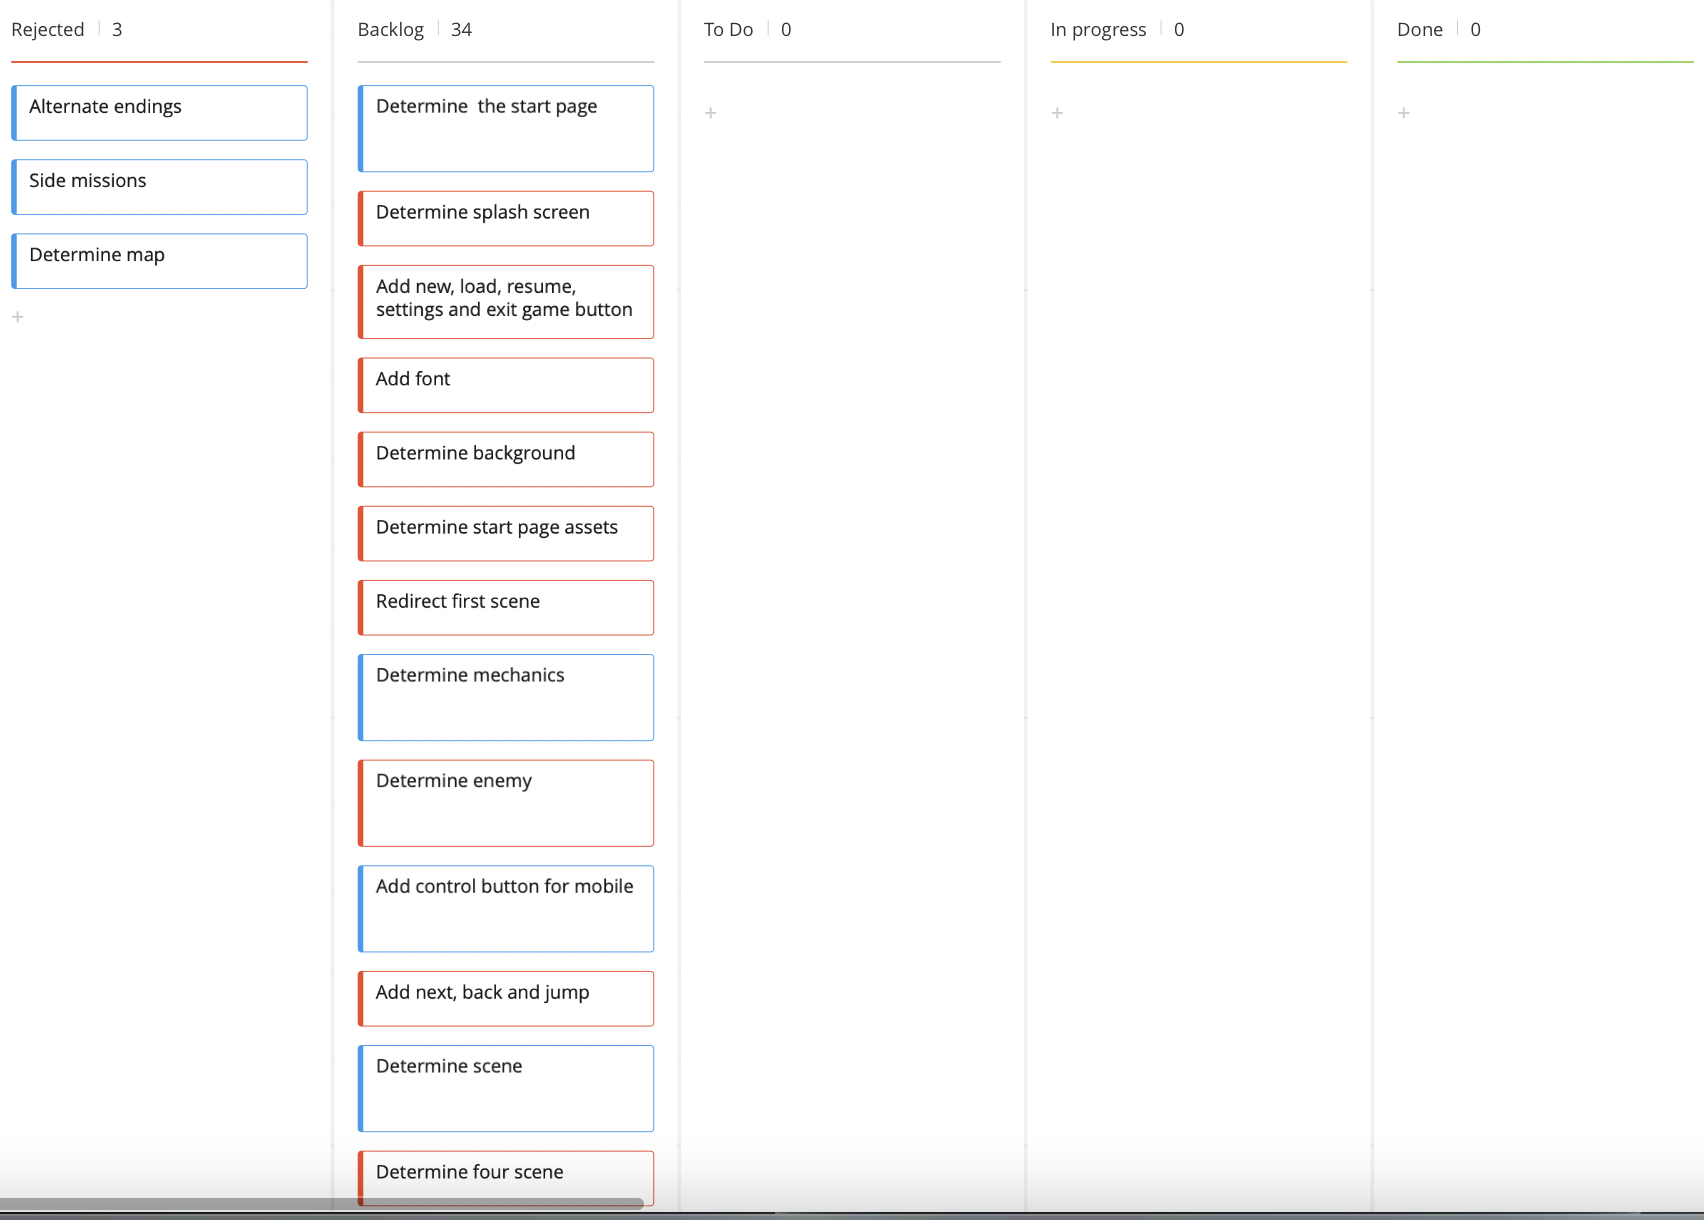 Rejected 3
Alternate endings
Side missions
Determine map
+
Backlog 34
Determine  the start page
Determine splash screen
Add new, load, resume,
settings and exit game button
Add font
Determine background
Determine start page assets
Redirect first scene
Determine mechanics
Determine enemy
Add control button for mobile
Add next, back and jump
Determine scene
Determine four scene
To Do 0
+
In progress 0
+
Done 0
+